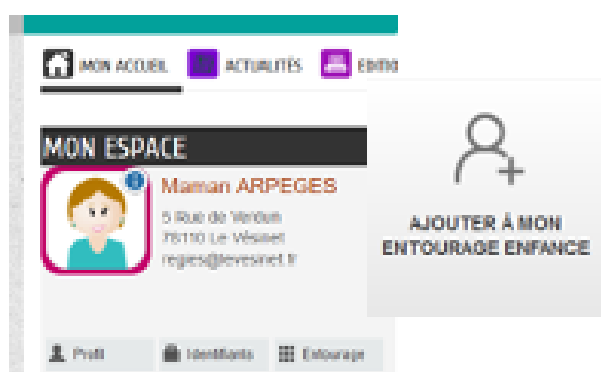 MON ACCUEIL ACTUALITÉS EDITIO
MON ESPACE
Maman ARPEGES
5 Rue de Verdun
78110 Le Vésinet
regies@levesinet.fr
Profil Identifiants Entourage
AJOUTER À MON
ENTOURAGE ENFANCE